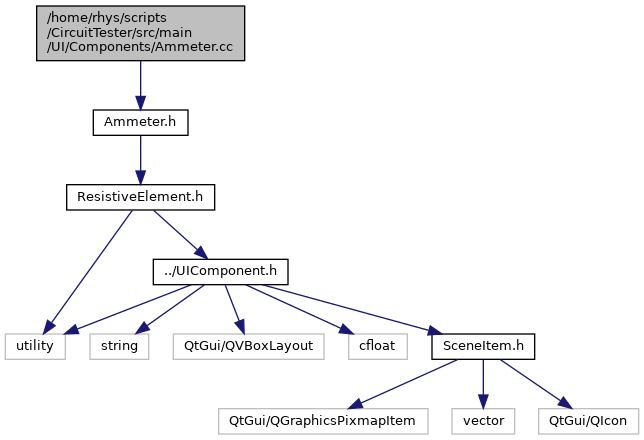 /home/rhys/scripts
/CircuitTester/src/main
/UI/Components/Ammeter.cc
Ammeter.h
ResistiveElement.h
../UIComponent.h
utility
string
QtGui/QVBoxLayout
cfloat
SceneItem.h
QtGui/QGraphicsPixmapItem
vector
QtGui/QIcon